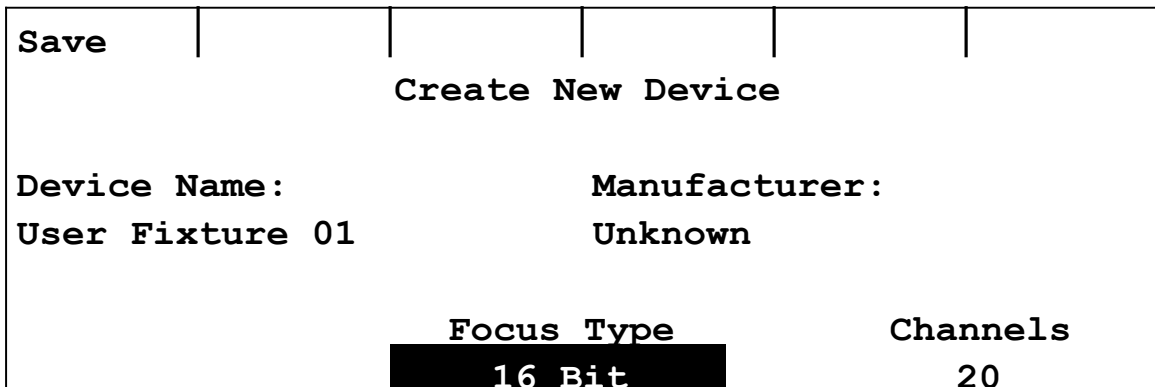 Save
Create New Device
Device Name: Manufacturer:
User Fixture 01 Unknown
Focus Type Channels
16 Bit 20